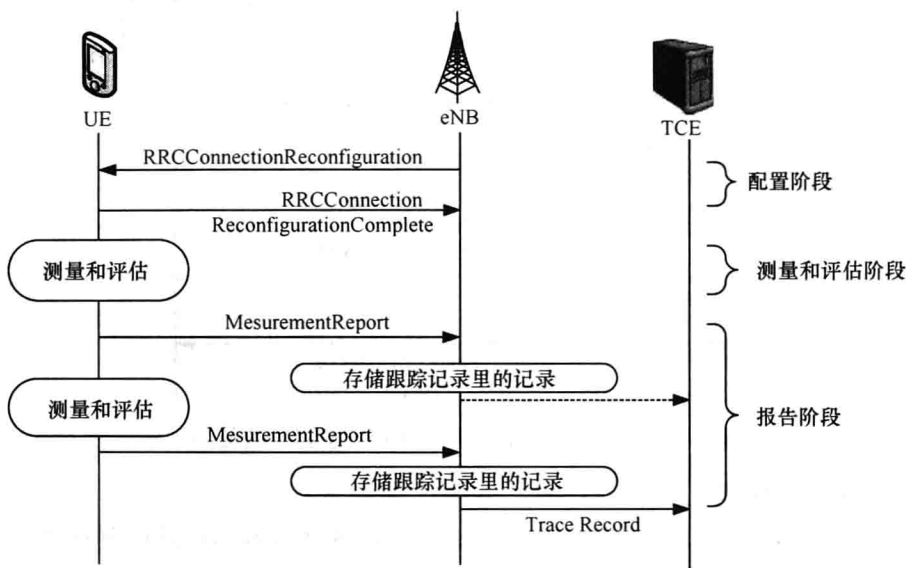 UE
eNB
TCE
RRCConnectionReconfiguration
配置阶段
RRCConnection
ReconfigurationComplete
测量和评估
测量和评估阶段
MesurementReport
存储跟踪记录里的记录
测量和评估
报告阶段
MesurementReport
存储跟踪记录里的记录
Trace Record